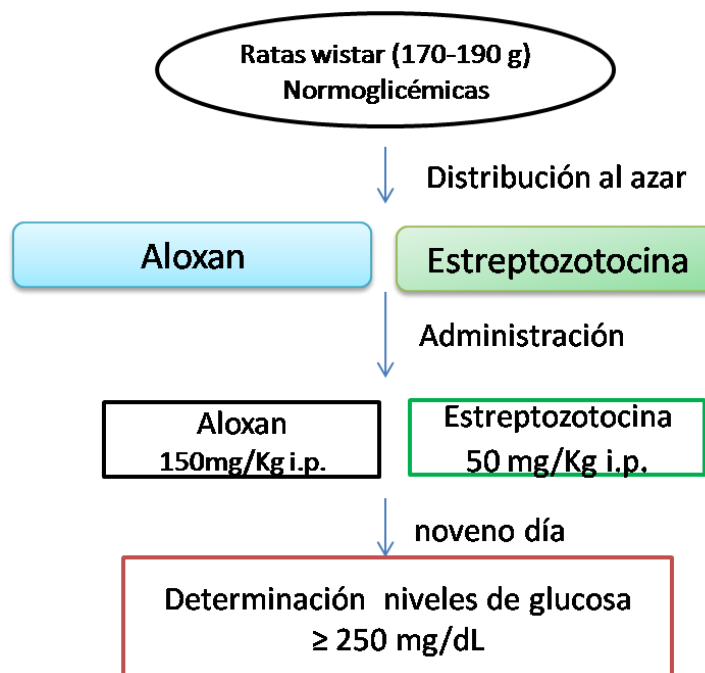 Ratas wistar (170-190 g)
Normoglicémicas
Distribución al azar
Aloxan
Estreptozotocina
Administración
Aloxan
150mg/Kg i.p.
Estreptozotocina
50 mg/Kg i.p.
noveno día
Determinación niveles de glucosa
≥ 250 mg/dL